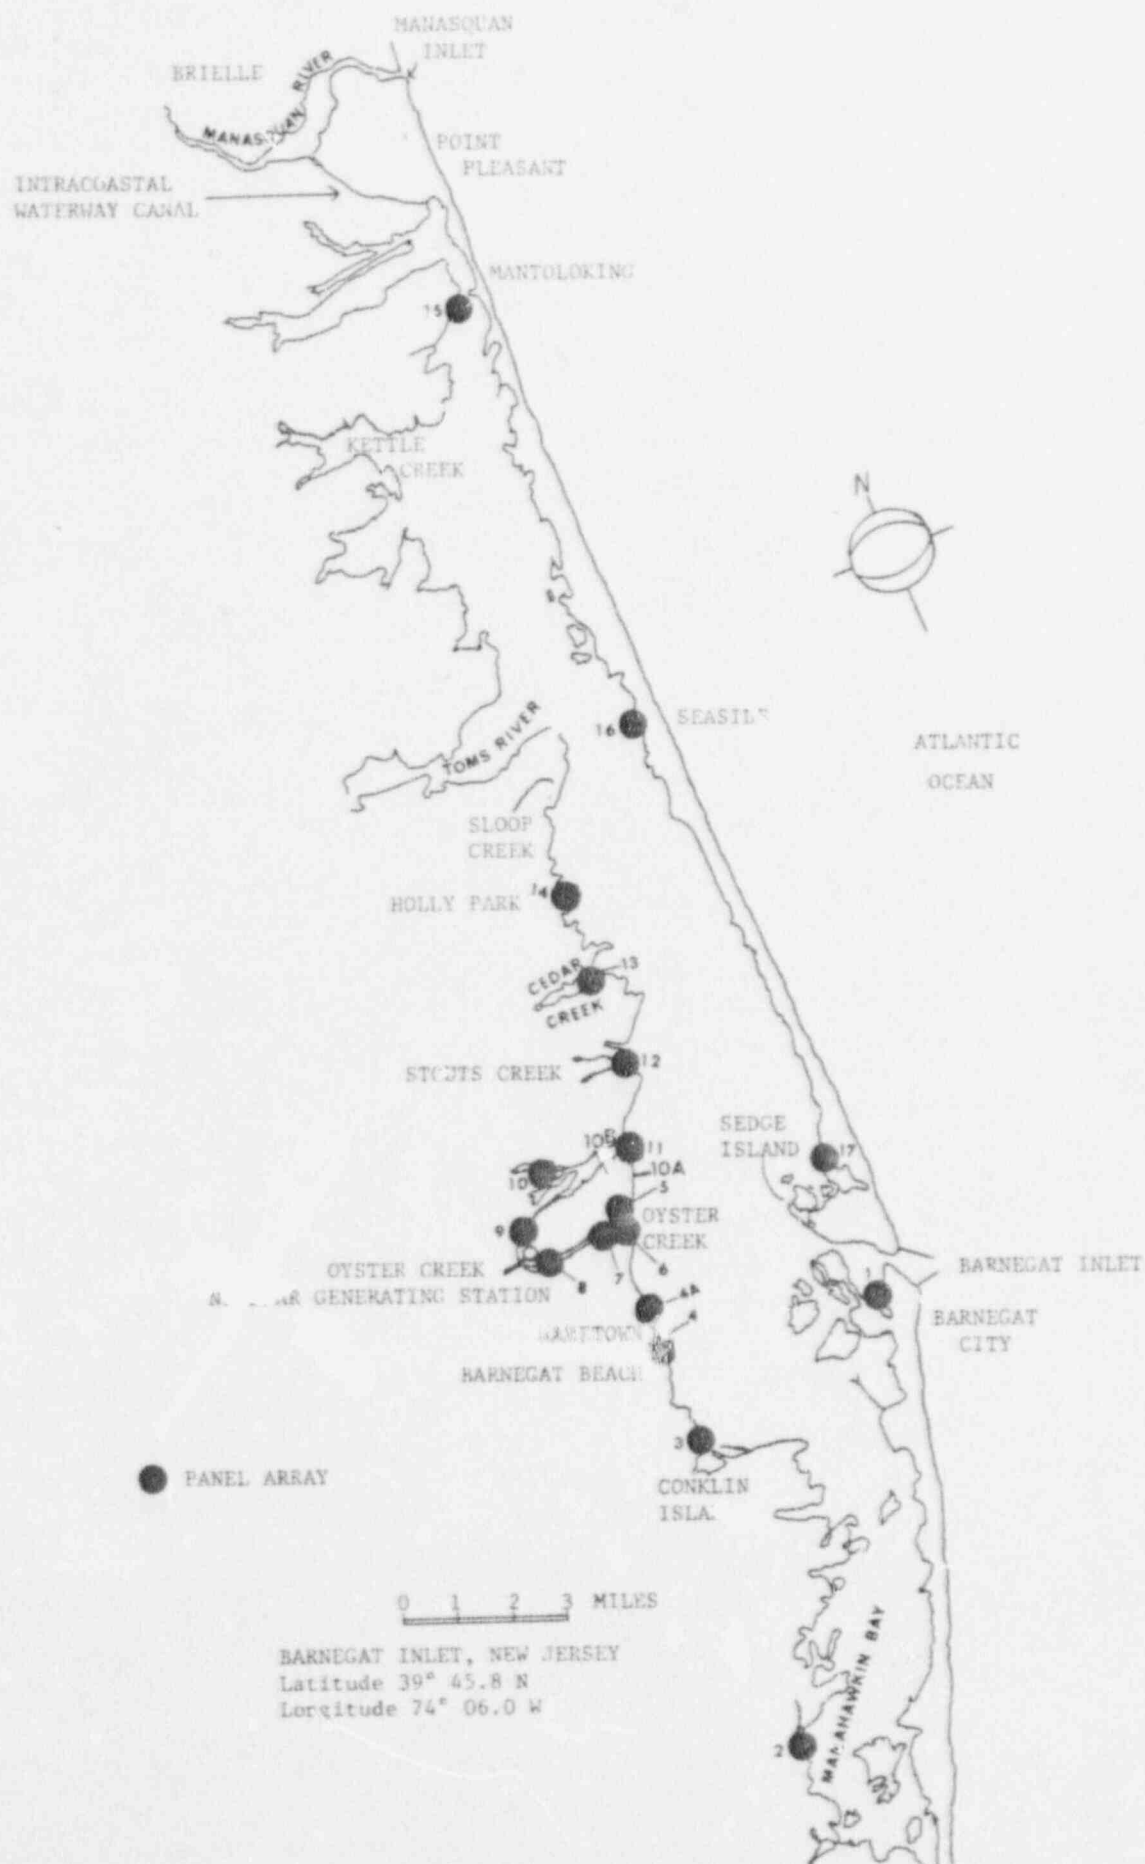 MANASQUAN
INLET
BRIELLE
MANASQUAN RIVER
POINT
PLEASANT
INTRACOASTAL
WATERWAY CANAL
MANTOLOKING
15
KETTLE
CREEK
N
16
TOMS RIVER
ATLANTIC
OCEAN
SLOOP
CREEK
14
HOLLY PARK
CEDAR
CREEK
13
STOUTS CREEK
12
SEDGE
ISLAND
17
10B
11
10A
10
5
9
OYSTER
CREEK
6
7
8
OYSTER CREEK
GENERATING STATION
BARNEGAT INLET
1
4A
4
BARNEGAT
CITY
BARNEGAT BEACH
3
CONKLIN
PANEL ARRAY
0 1 2 3 MILES
BARNEGAT INLET, NEW JERSEY
Latitude 39° 45.8 N
Longitude 74° 06.0 W
MANAHAWKIN BAY
2